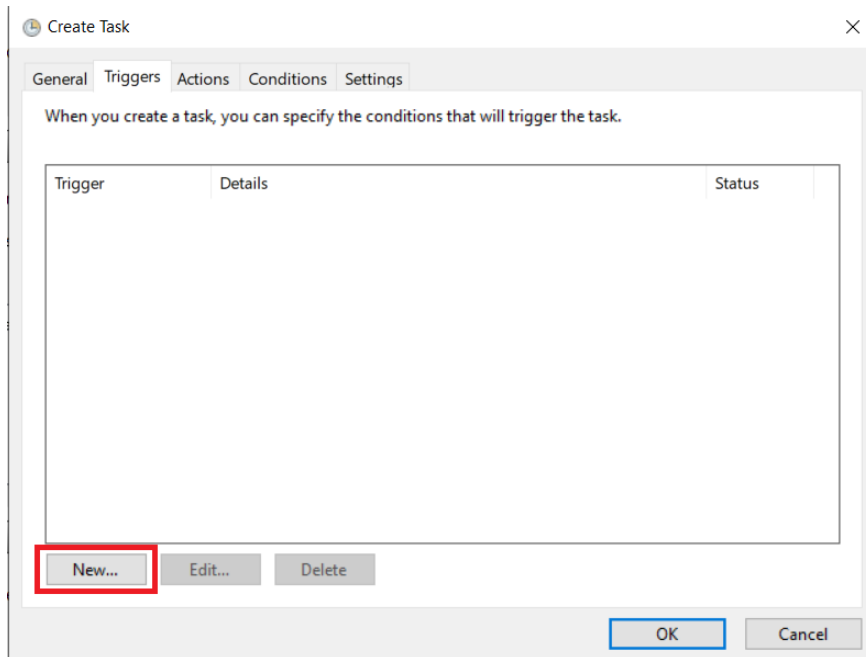 Create Task
General Triggers Actions Conditions Settings
When you create a task, you can specify the conditions that will trigger the task.
Trigger Details Status
New... Edit... Delete
OK Cancel